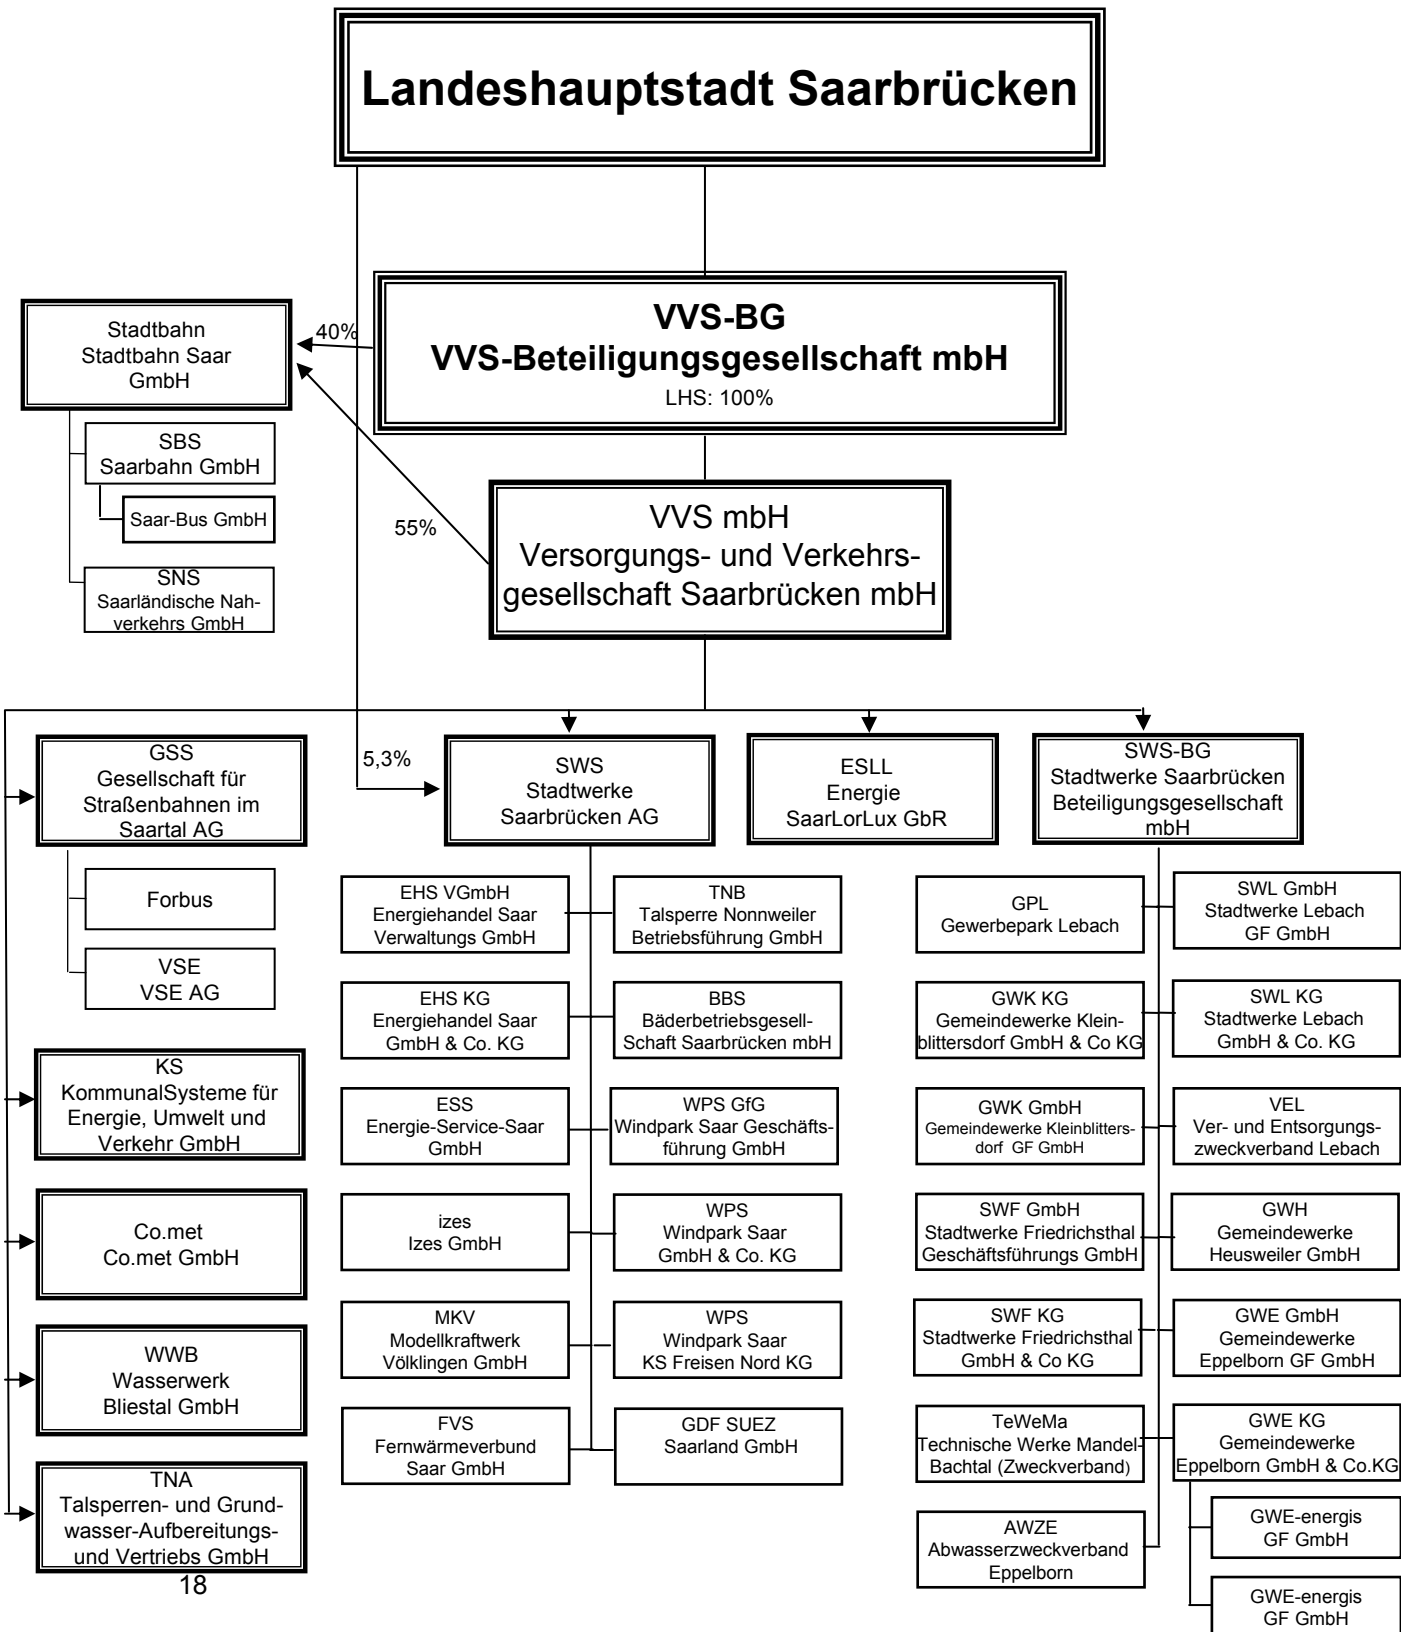 Landeshauptstadt Saarbrücken
VVS-BG
VVS-Beteiligungsgesellschaft mbH
LHS: 100%
40%
Stadtbahn
Stadtbahn Saar
GmbH
SBS
Saarbahn GmbH
Saar-Bus GmbH
SNS
Saarländische Nah-
verkehrs GmbH
55%
VVS mbH
Versorgungs- und Verkehrs-
gesellschaft Saarbrücken mbH
5,3%
GSS
Gesellschaft für
Straßenbahnen im
Saartal AG
Forbus
VSE
VSE AG
KS
KommunalSysteme für
Energie, Umwelt und
Verkehr GmbH
Co.met
Co.met GmbH
WWB
Wasserwerk
Bliestal GmbH
TNA
Talsperren- und Grund-
wasser-Aufbereitungs-
und Vertriebs GmbH
SWS
Stadtwerke
Saarbrücken AG
EHS VGmbH
Energiehandel Saar
Verwaltungs GmbH
TNB
Talsperre Nonnweiler
Betriebsführung GmbH
EHS KG
Energiehandel Saar
GmbH & Co. KG
BBS
Bäderbetriebsgesell-
Schaft Saarbrücken mbH
ESS
Energie-Service-Saar
GmbH
WPS GfG
Windpark Saar Geschäfts-
führung GmbH
izes
Izes GmbH
WPS
Windpark Saar
GmbH & Co. KG
MKV
Modellkraftwerk
Völklingen GmbH
WPS
Windpark Saar
KS Freisen Nord KG
FVS
Fernwärmeverbund
Saar GmbH
GDF SUEZ
Saarland GmbH
ESLL
Energie
SaarLorLux GbR
SWS-BG
Stadtwerke Saarbrücken
Beteiligungsgesellschaft
mbH
GPL
Gewerbepark Lebach
SWL GmbH
Stadtwerke Lebach
GF GmbH
GWK KG
Gemeindewerke Klein-
blittersdorf GmbH & Co KG
SWL KG
Stadtwerke Lebach
GmbH & Co. KG
GWK GmbH
Gemeindewerke Kleinblitters-
dorf GF GmbH
VEL
Ver- und Entsorgungs-
zweckverband Lebach
SWF GmbH
Stadtwerke Friedrichsthal
Geschäftsführungs GmbH
GWH
Gemeindewerke
Heusweiler GmbH
SWF KG
Stadtwerke Friedrichsthal
GmbH & Co KG
GWE GmbH
Gemeindewerke
Eppelborn GF GmbH
TeWeMa
Technische Werke Mandel-
Bachtal (Zweckverband)
GWE KG
Gemeindewerke
Eppelborn GmbH & Co.KG
AWZE
Abwasserzweckverband
Eppelborn
GWE-energis
GF GmbH
GWE-energis
GF GmbH
18